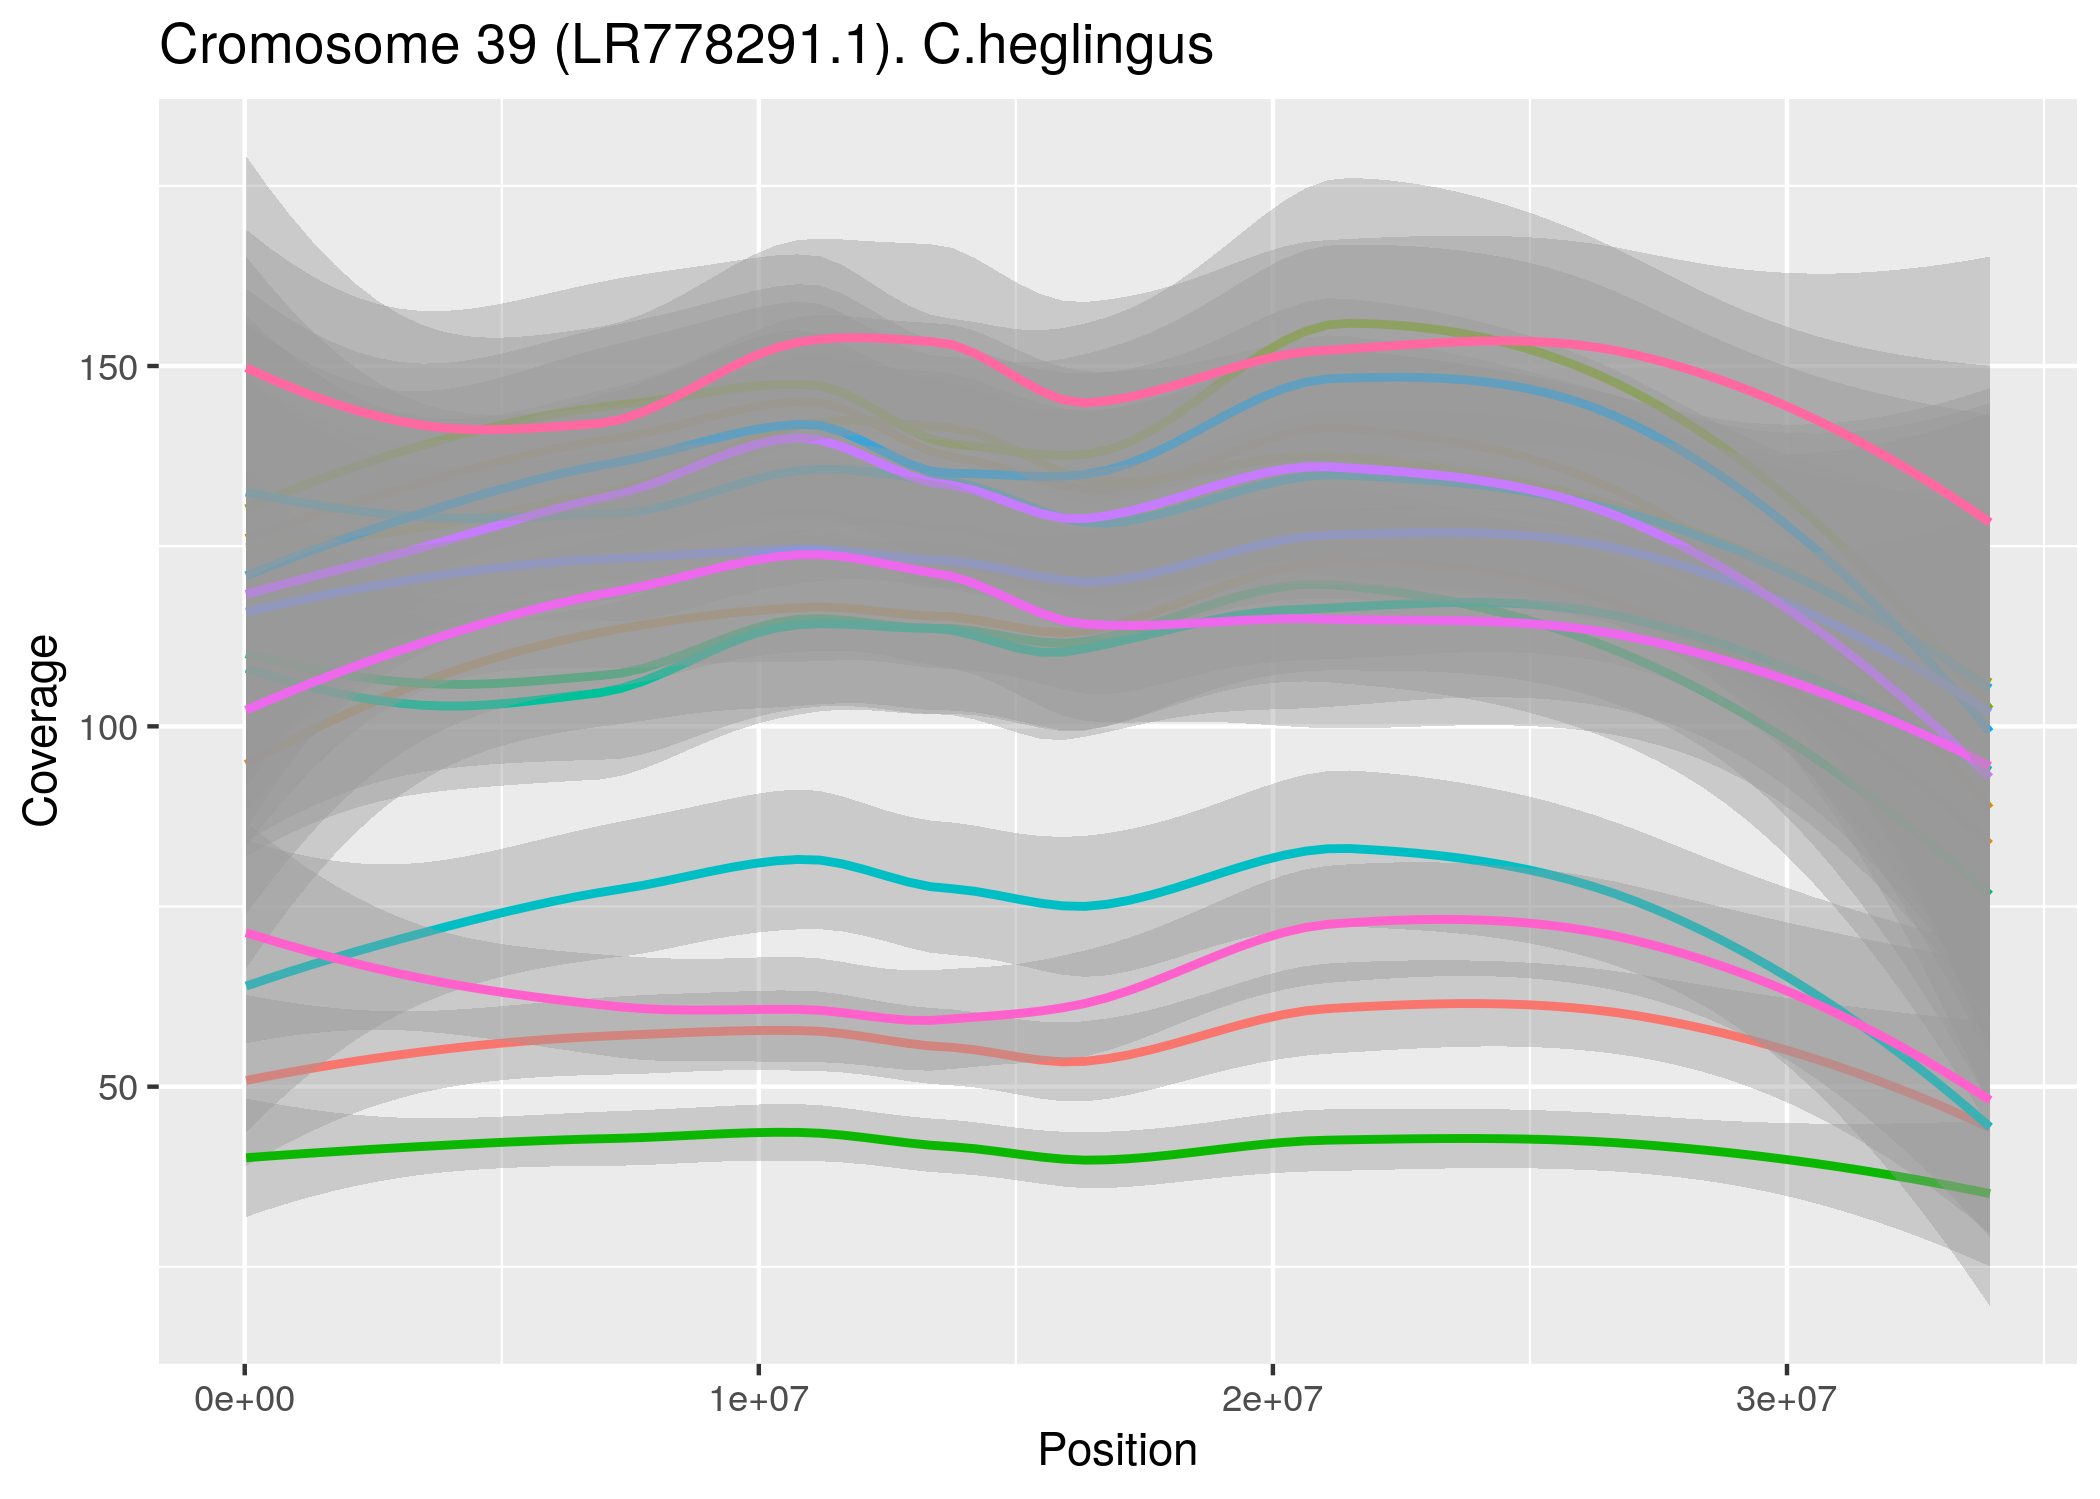 Cromosome 39 (LR778291.1). C.heglingus
Coverage
150
100
50
0e+00 1e+07 2e+07 3e+07
Position